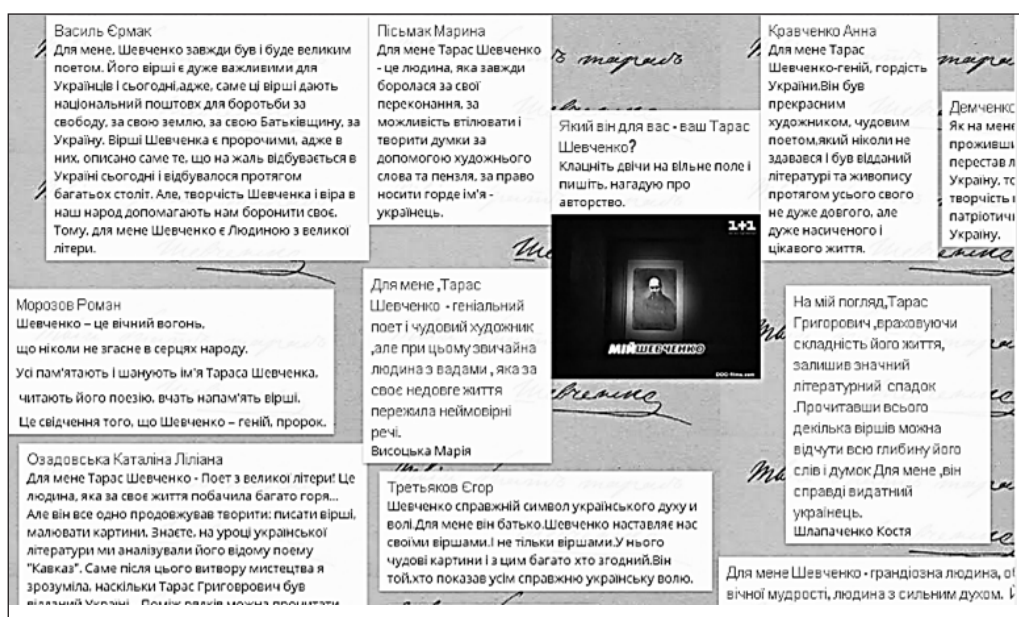 Василь Єрмак
Для мене, Шевченко завжди був і буде великим
поетом. Його вірші є дуже важливими для
Українців і сьогодні,адже, саме ці вірші дають
національний поштовх для боротьби за
свободу, за свою землю, за свою Батьківщину, за
Україну. Вірші Шевченка є пророчими, адже в
них, описано саме те, що на жаль відбувається в
Україні сьогодні і відбувалося протягом
багатьох століт. Але, творчість Шевченка і віра в
наш народ допомагають нам боронити своє.
Тому, для мене Шевченко є Людиною з великої
літери.
Пісьмак Марина
Для мене Тарас Шевченко
- це людина, яка завжди
боролася за свої
переконання, за
можливість втілювати і
творити думки за
допомогою художнього
слова та пензля, за право
носити горде ім'я -
українець.
Який він для вас - ваш Тарас
Шевченко?
Клацніть двічі на вільне поле і
пишіть, нагадую про
авторство.
1+1
МІЙ ШЕВЧЕНКО
DOC-films.com
Кравченко Анна
Для мене Тарас
Шевченко-геній, гордість
України.Він був
прекрасним
художником, чудовим
поетом,який ніколи не
здавався і був відданий
літературі та живопису
протягом усього свого
не дуже довгого, але
дуже насиченого і
цікавого життя.
Демченко
Як на мене
проживши
перестав л
Україну, то
творчість
патріотичн
Україну.
Морозов Роман
Шевченко – це вічний вогонь,
що ніколи не згасне в серцях народу.
Усі пам'ятають і шанують ім'я Тараса Шевченка,
читають його поезію, вчать напам'ять вірші.
Це свідчення того, що Шевченко – геній, пророк.
Для мене ,Тарас
Шевченко - геніальний
поет і чудовий художник
,але при цьому звичайна
людина з вадами , яка за
своє недовге життя
пережила неймовірні
речі.
Висоцька Марія
На мій погляд,Тарас
Григорович ,враховуючи
складність його життя,
залишив значний
літературний спадок
.Прочитавши всього
декілька віршів можна
відчути всю глибину його
слів і думок Для мене ,він
справді видатний
українець.
Шлапаченко Костя
Озадовська Каталіна Ліліана
Для мене Тарас Шевченко - Поет з великої літери! Це
людина, яка за своє життя побачила багато горя...
Але він все одно продовжував творити: писати вірші,
малювати картини. Знаєте, на уроці української
літератури ми аналізували його відому поему
"Кавказ". Саме після цього витвору мистецтва я
зрозуміла, наскільки Тарас Григоврович був
відданий Україні... Поміж рядків можна прочитати
Третьяков Єгор
Шевченко справжній символ українського духу и
волі.Для мене він батько.Шевченко наставляє нас
своїми віршами.І не тільки віршами.У нього
чудові картини і з цим багато хто згодний.Він
той,хто показав усім справжню українську волю.
Для мене Шевченко - грандіозна людина, о
вічної мудрості, людина з сильним духом.